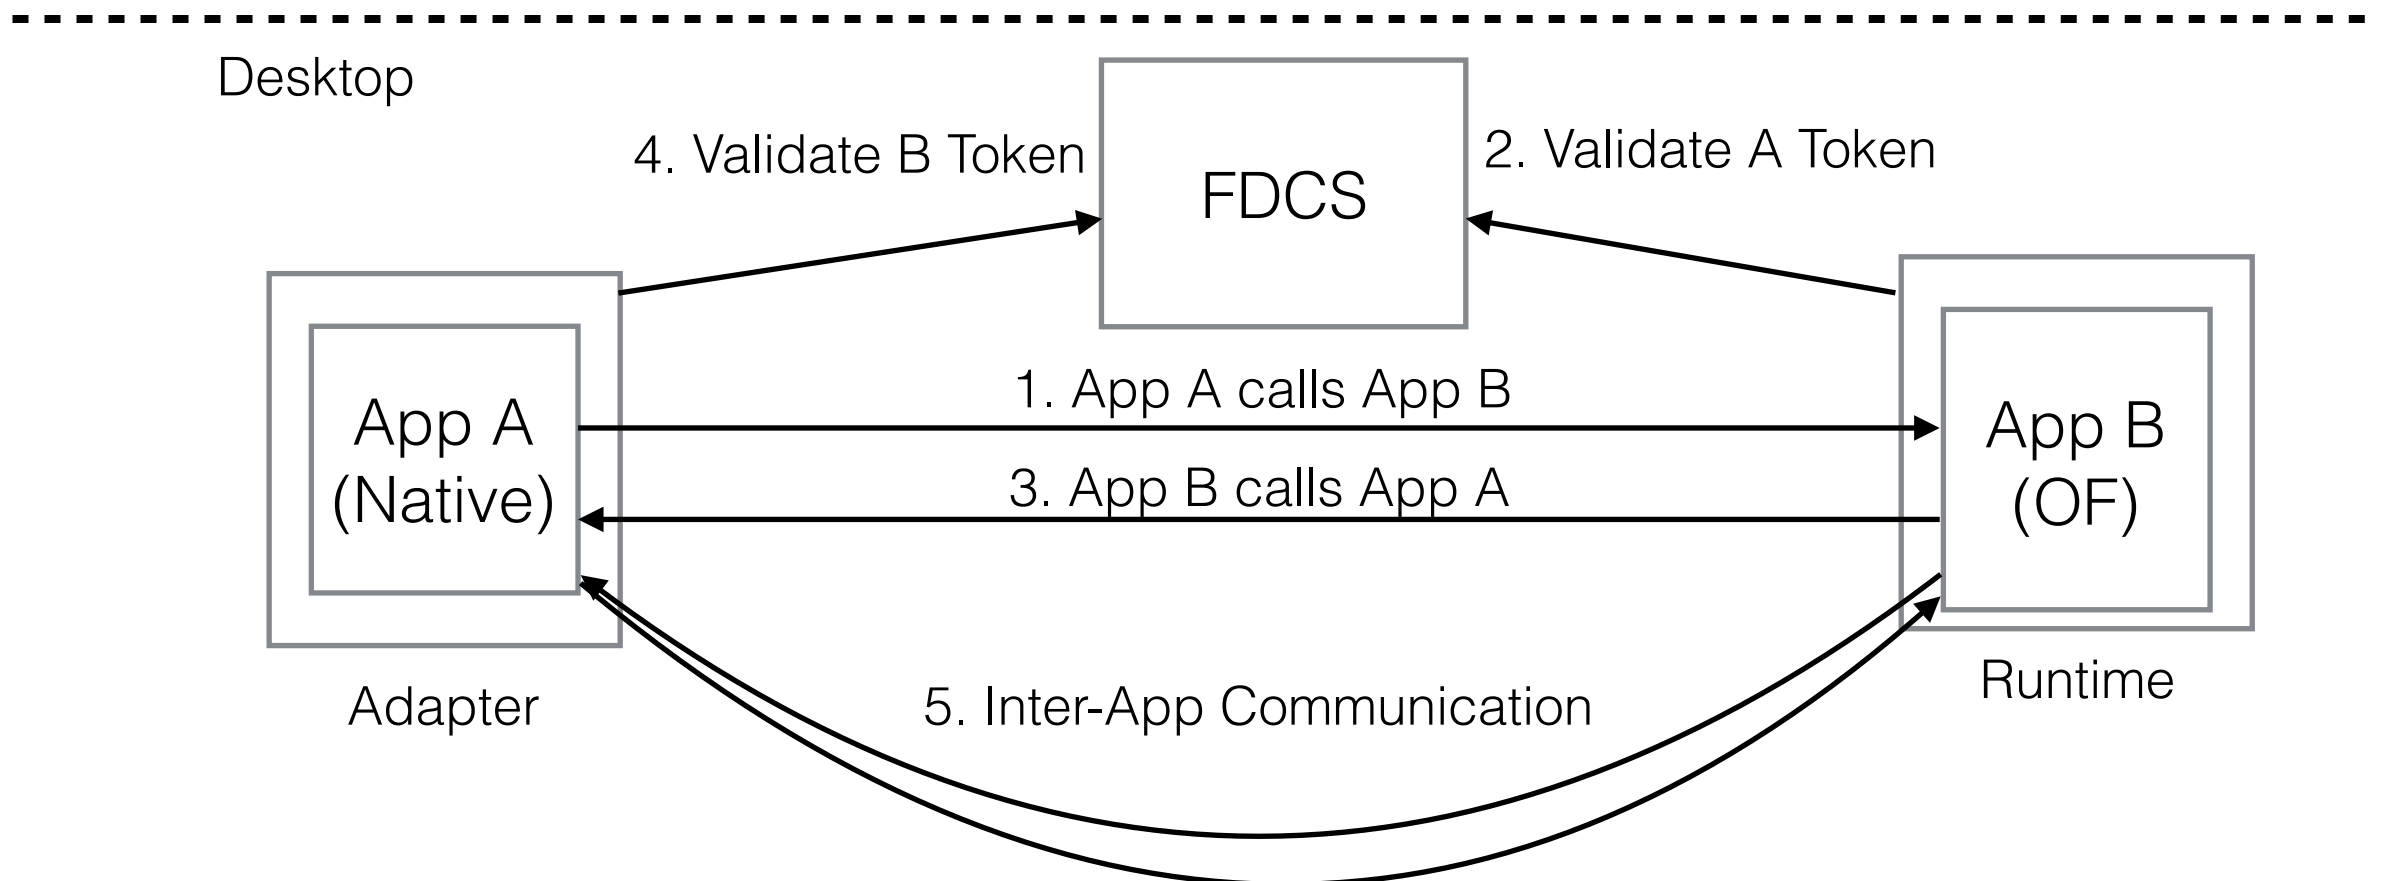 Desktop
4. Validate B Token
FDCS
2. Validate A Token
1. App A calls App B
App A
(Native)
App B
(OF)
3. App B calls App A
Adapter
5. Inter-App Communication
Runtime